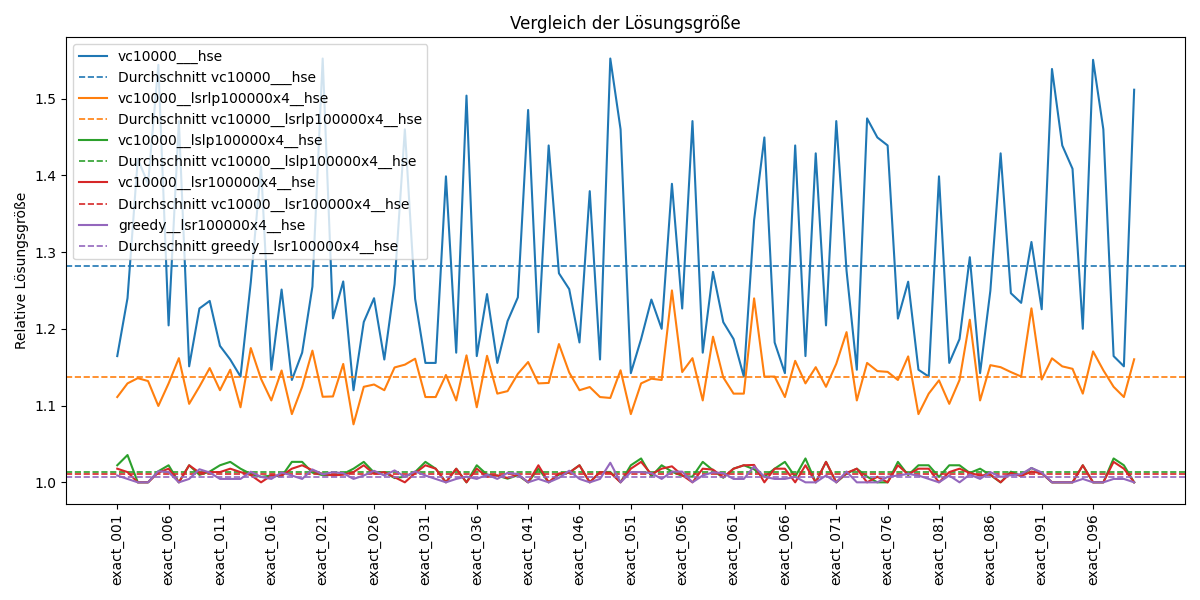 Vergleich der Lösungsgröße
Relative Lösungsgröße
1.5
1.4
1.3
1.2
1.1
1.0
vc10000___hse
Durchschnitt vc10000___hse
vc10000__lsrlp100000x4__hse
Durchschnitt vc10000__lsrlp100000x4__hse
vc10000__lslp100000x4__hse
Durchschnitt vc10000__lslp100000x4__hse
vc10000__lsr100000x4__hse
Durchschnitt vc10000__lsr100000x4__hse
greedy__lsr100000x4__hse
Durchschnitt greedy__lsr100000x4__hse
exact_001
exact_006
exact_011
exact_016
exact_021
exact_026
exact_031
exact_036
exact_041
exact_046
exact_051
exact_056
exact_061
exact_066
exact_071
exact_076
exact_081
exact_086
exact_091
exact_096